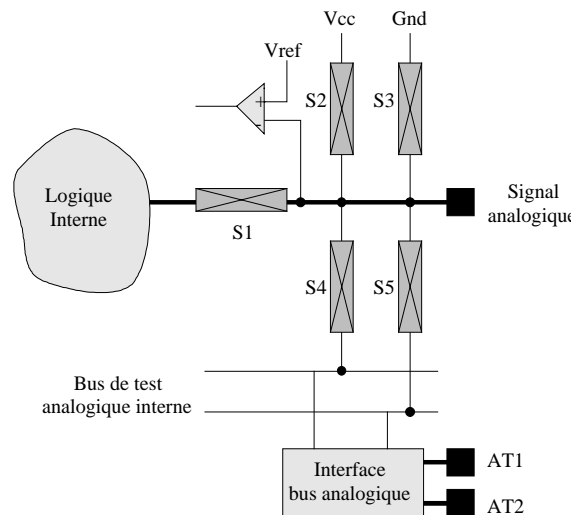 Vcc
Gnd
Vref
+
-
S2
S3
Logique
Interne
S1
Signal
analogique
S4
S5
Bus de test
analogique interne
Interface
bus analogique
AT1
AT2